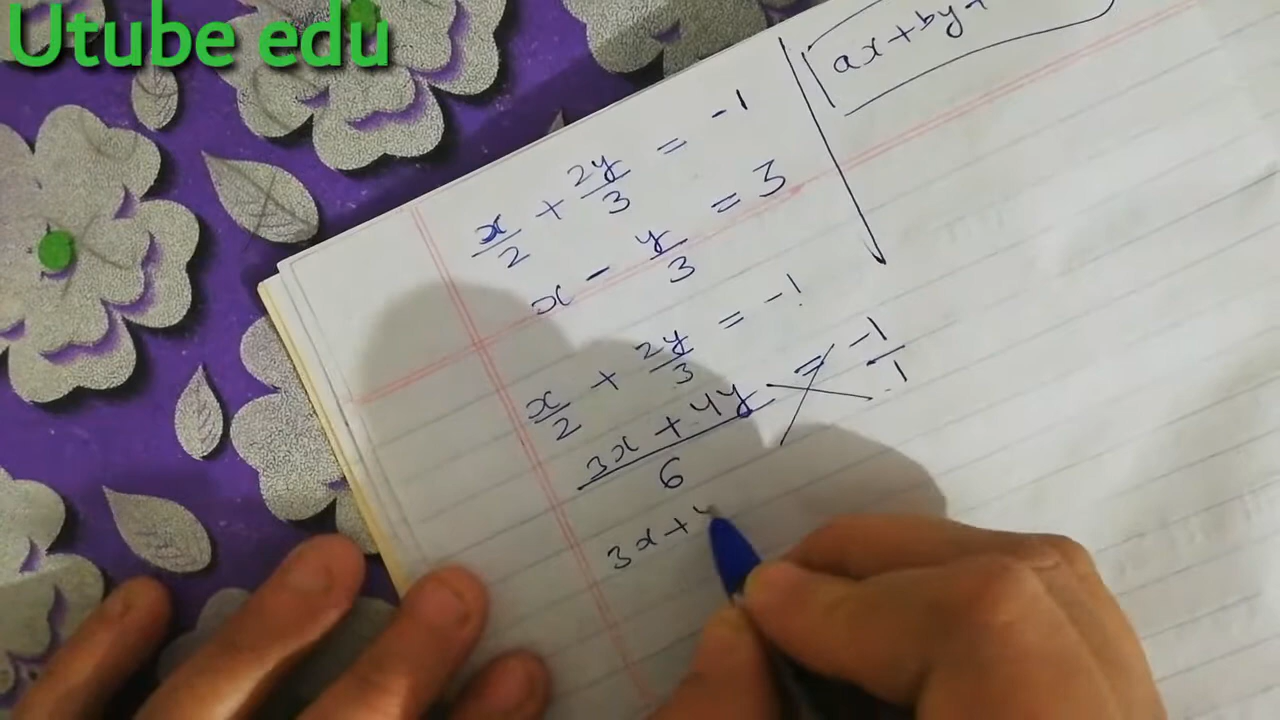 Utube edu
ax+by+
x/2 + 2y/3 = -1
x - y/3 = 3
x/2 + 2y/3 = -1
3x+4y/6 = -1/1
3x+4